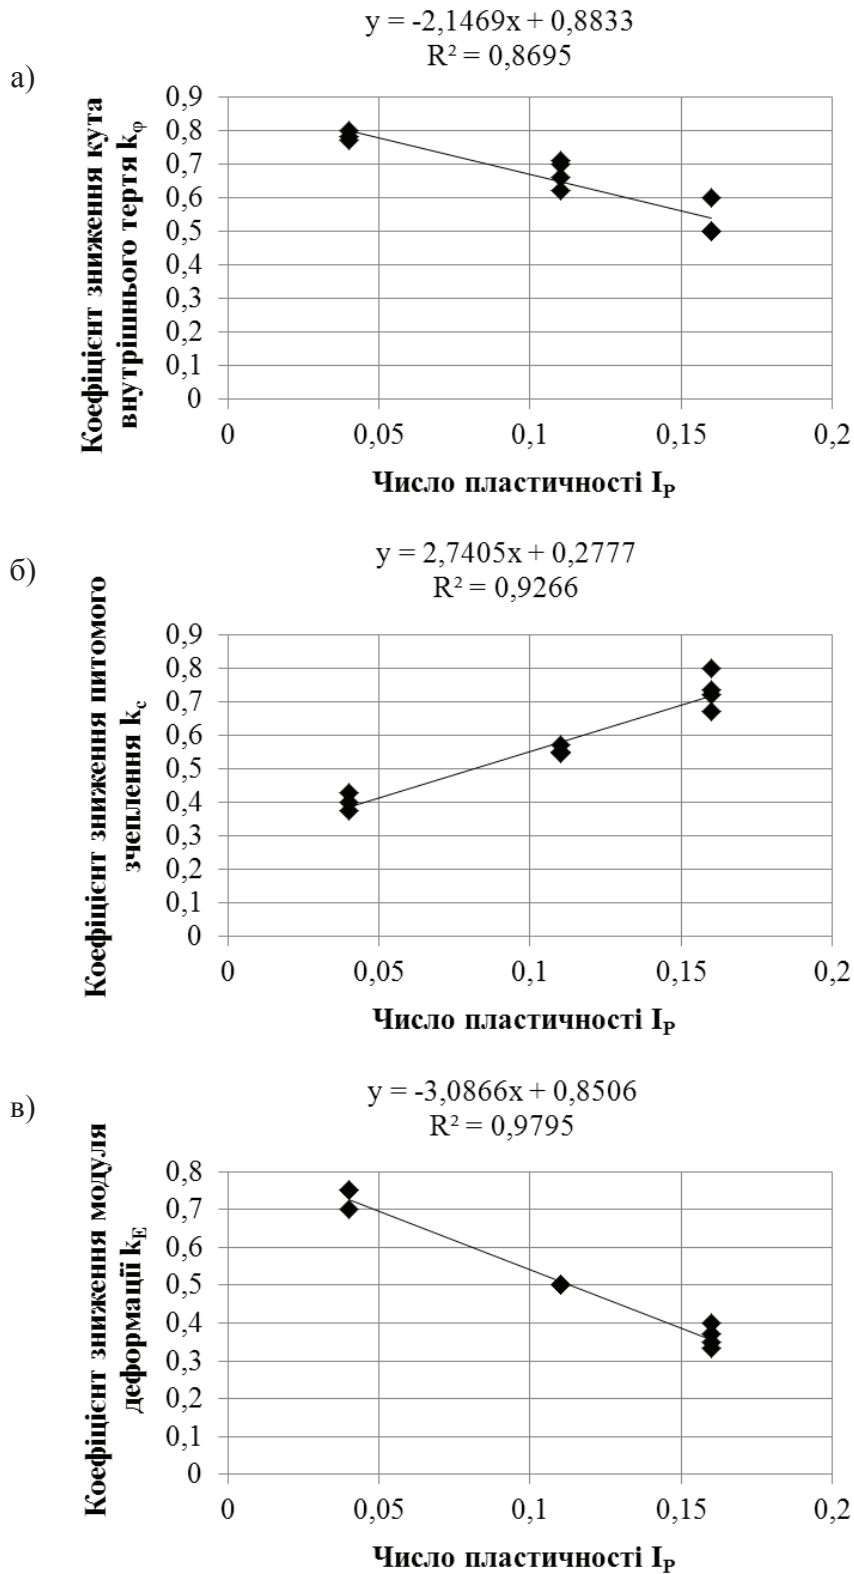 y = -2,1469x + 0,8833
R² = 0,8695
а)
Коефіцієнт зниження кута
внутрішнього тертя kφ
0,9
0,8
0,7
0,6
0,5
0,4
0,3
0,2
0,1
0
0 0,05 0,1 0,15 0,2
Число пластичності IP
y = 2,7405x + 0,2777
R² = 0,9266
б)
Коефіцієнт зниження питомого
зчеплення kc
0,9
0,8
0,7
0,6
0,5
0,4
0,3
0,2
0,1
0
0 0,05 0,1 0,15 0,2
Число пластичності IP
y = -3,0866x + 0,8506
R² = 0,9795
в)
Коефіцієнт зниження модуля
деформації kE
0,8
0,7
0,6
0,5
0,4
0,3
0,2
0,1
0
0 0,05 0,1 0,15 0,2
Число пластичності IP